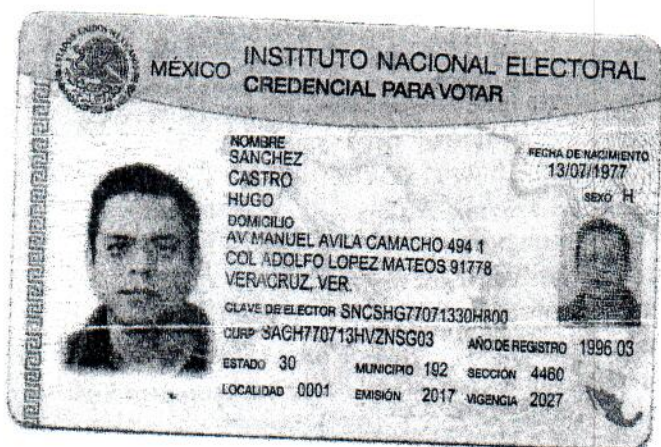 MÉXICO INSTITUTO NACIONAL ELECTORAL
CREDENCIAL PARA VOTAR
NOMBRE
SANCHEZ
CASTRO
HUGO
FECHA DE NACIMIENTO
13/07/1977
SEXO H
DOMICILIO
AV MANUEL AVILA CAMACHO 494 1
COL ADOLFO LOPEZ MATEOS 91778
VERACRUZ, VER.
CLAVE DE ELECTOR SNCSHG77071330H800
CURP SACH770713HVZNSG03 AÑO DE REGISTRO 1996 03
ESTADO 30 MUNICIPIO 192 SECCIÓN 4460
LOCALIDAD 0001 EMISIÓN 2017 VIGENCIA 2027